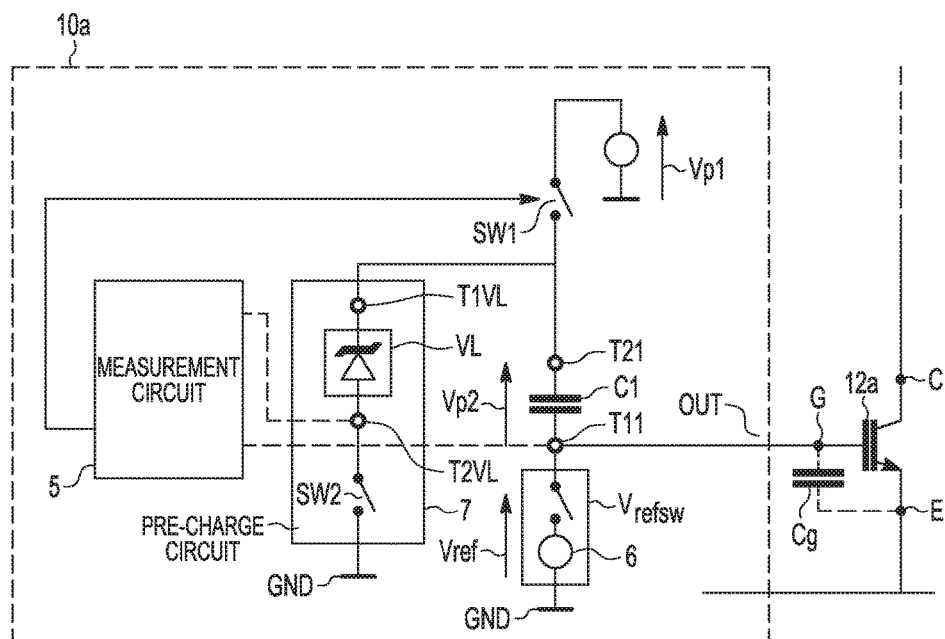 10a
Vp1
SW1
T1VL
VL
MEASUREMENT
CIRCUIT
T21
C
Vp2
C1
12a
OUT
G
T11
5
T2VL
SW2
7
Vrefsw
E
PRE-CHARGE
CIRCUIT
Vref
6
Cg
GND
GND